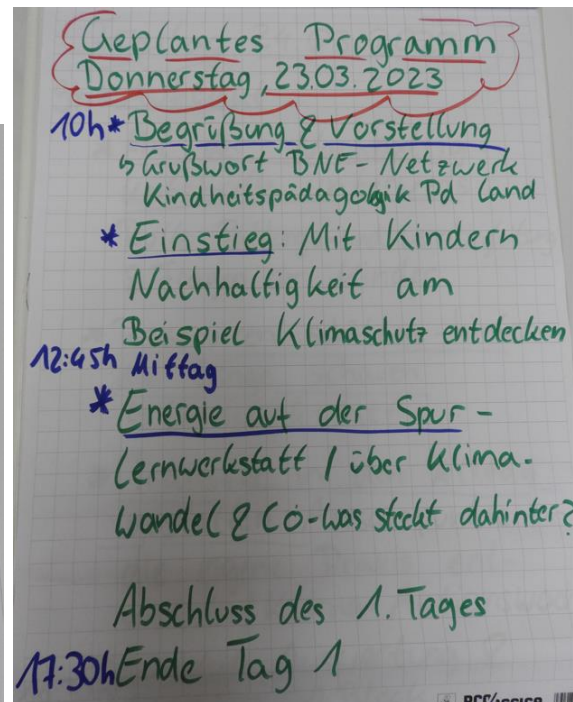 Geplantes Programm
Donnerstag, 23.03.2023
10h * Begrüßung & Vorstellung
↳ Grußwort BNE-Netzwerk
Kindheitspädagogik Pd Land
* Einstieg: Mit Kindern
Nachhaltigkeit am
Beispiel Klimaschutz entdecken
12:45h Mittag
* Energie auf der Spur -
Lernwerkstatt / über Klima-
wandel & Co - Was steckt dahinter?
Abschluss des 1. Tages
17:30h Ende Tag 1